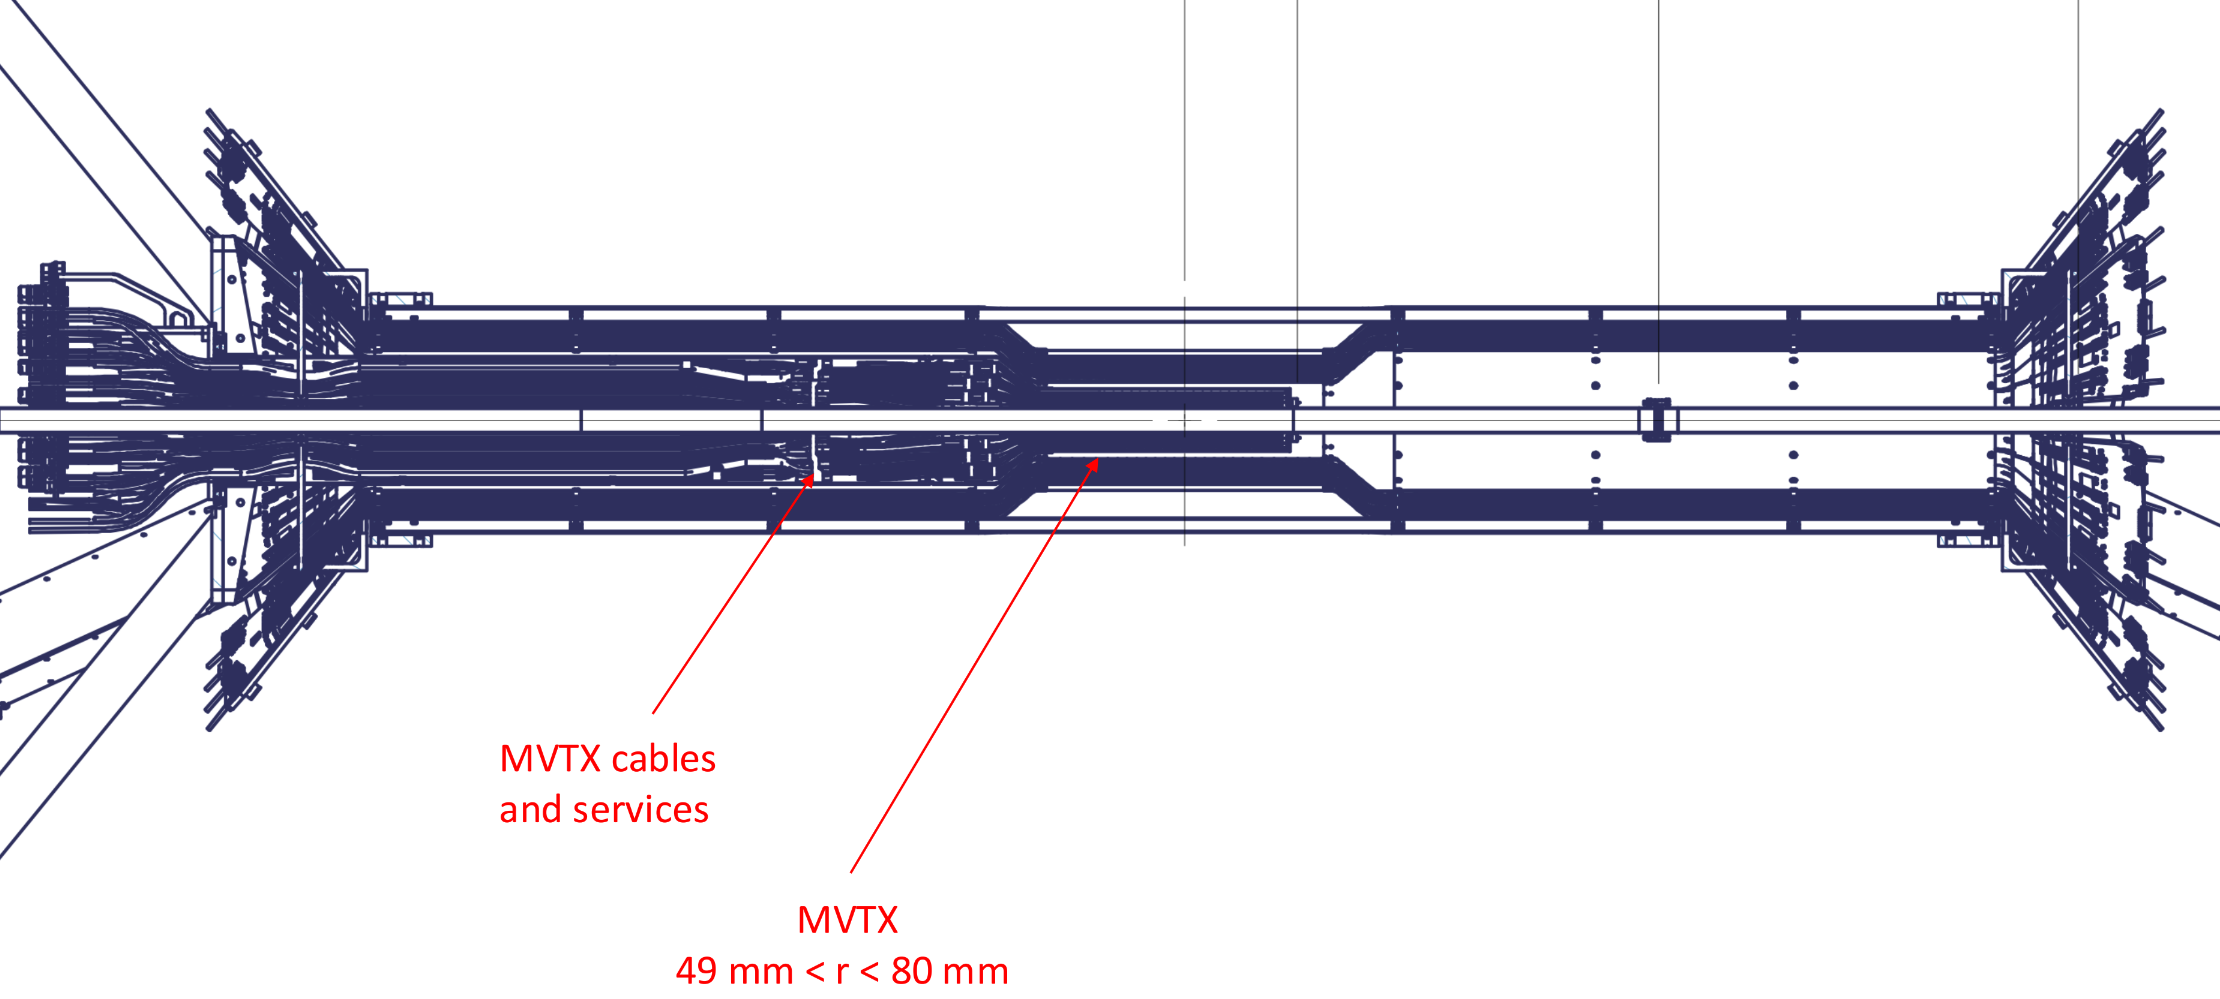 MVTX cables
and services
MVTX
49 mm < r < 80 mm